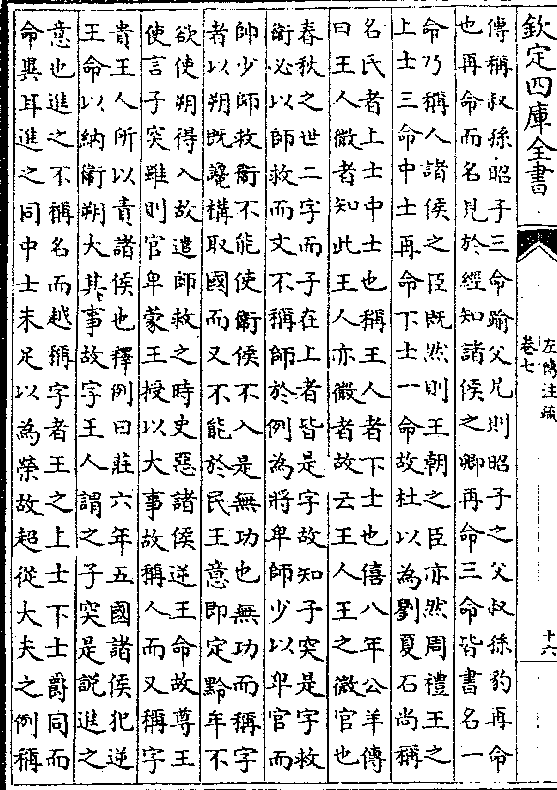 欽定四庫全書
左傳注疏
卷七
十六
傳稱叔孫昭子三命踰父兄則昭子之父叔孫豹再命
也再命而名見於經知諸侯之卿再命三命皆書名一
命乃稱人諸侯之臣既然則王朝之臣亦然周禮王之
上士三命中士再命下士一命故杜以為劉夏石尚稱
名氏者上士中士也稱王人者下士也僖八年公羊傳
曰王人微者知此王人亦微者故云王人王之微官也
春秋之世二字而子在上者皆是字故知子突是字救
衛必以師救而文不稱師於例為將卑師少以卑官而
帥少師救衛不能使衛侯不入是無功也無功而稱字
者以朔既讒構取國而又不能於民王意即定黔牟不
欲使朔得入故遣師救之時史惡諸侯逆王命故尊王
使言子突雖則官卑蒙王授以大事故稱人而又稱字
貴王人所以責諸侯也釋例曰莊六年五國諸侯犯逆
王命以納衛朔大其事故字王人謂之子突是說進之
意也進之不稱名而越稱字者王之上士下士爵同而
命異耳進之同中士未足以為榮故超從大夫之例稱